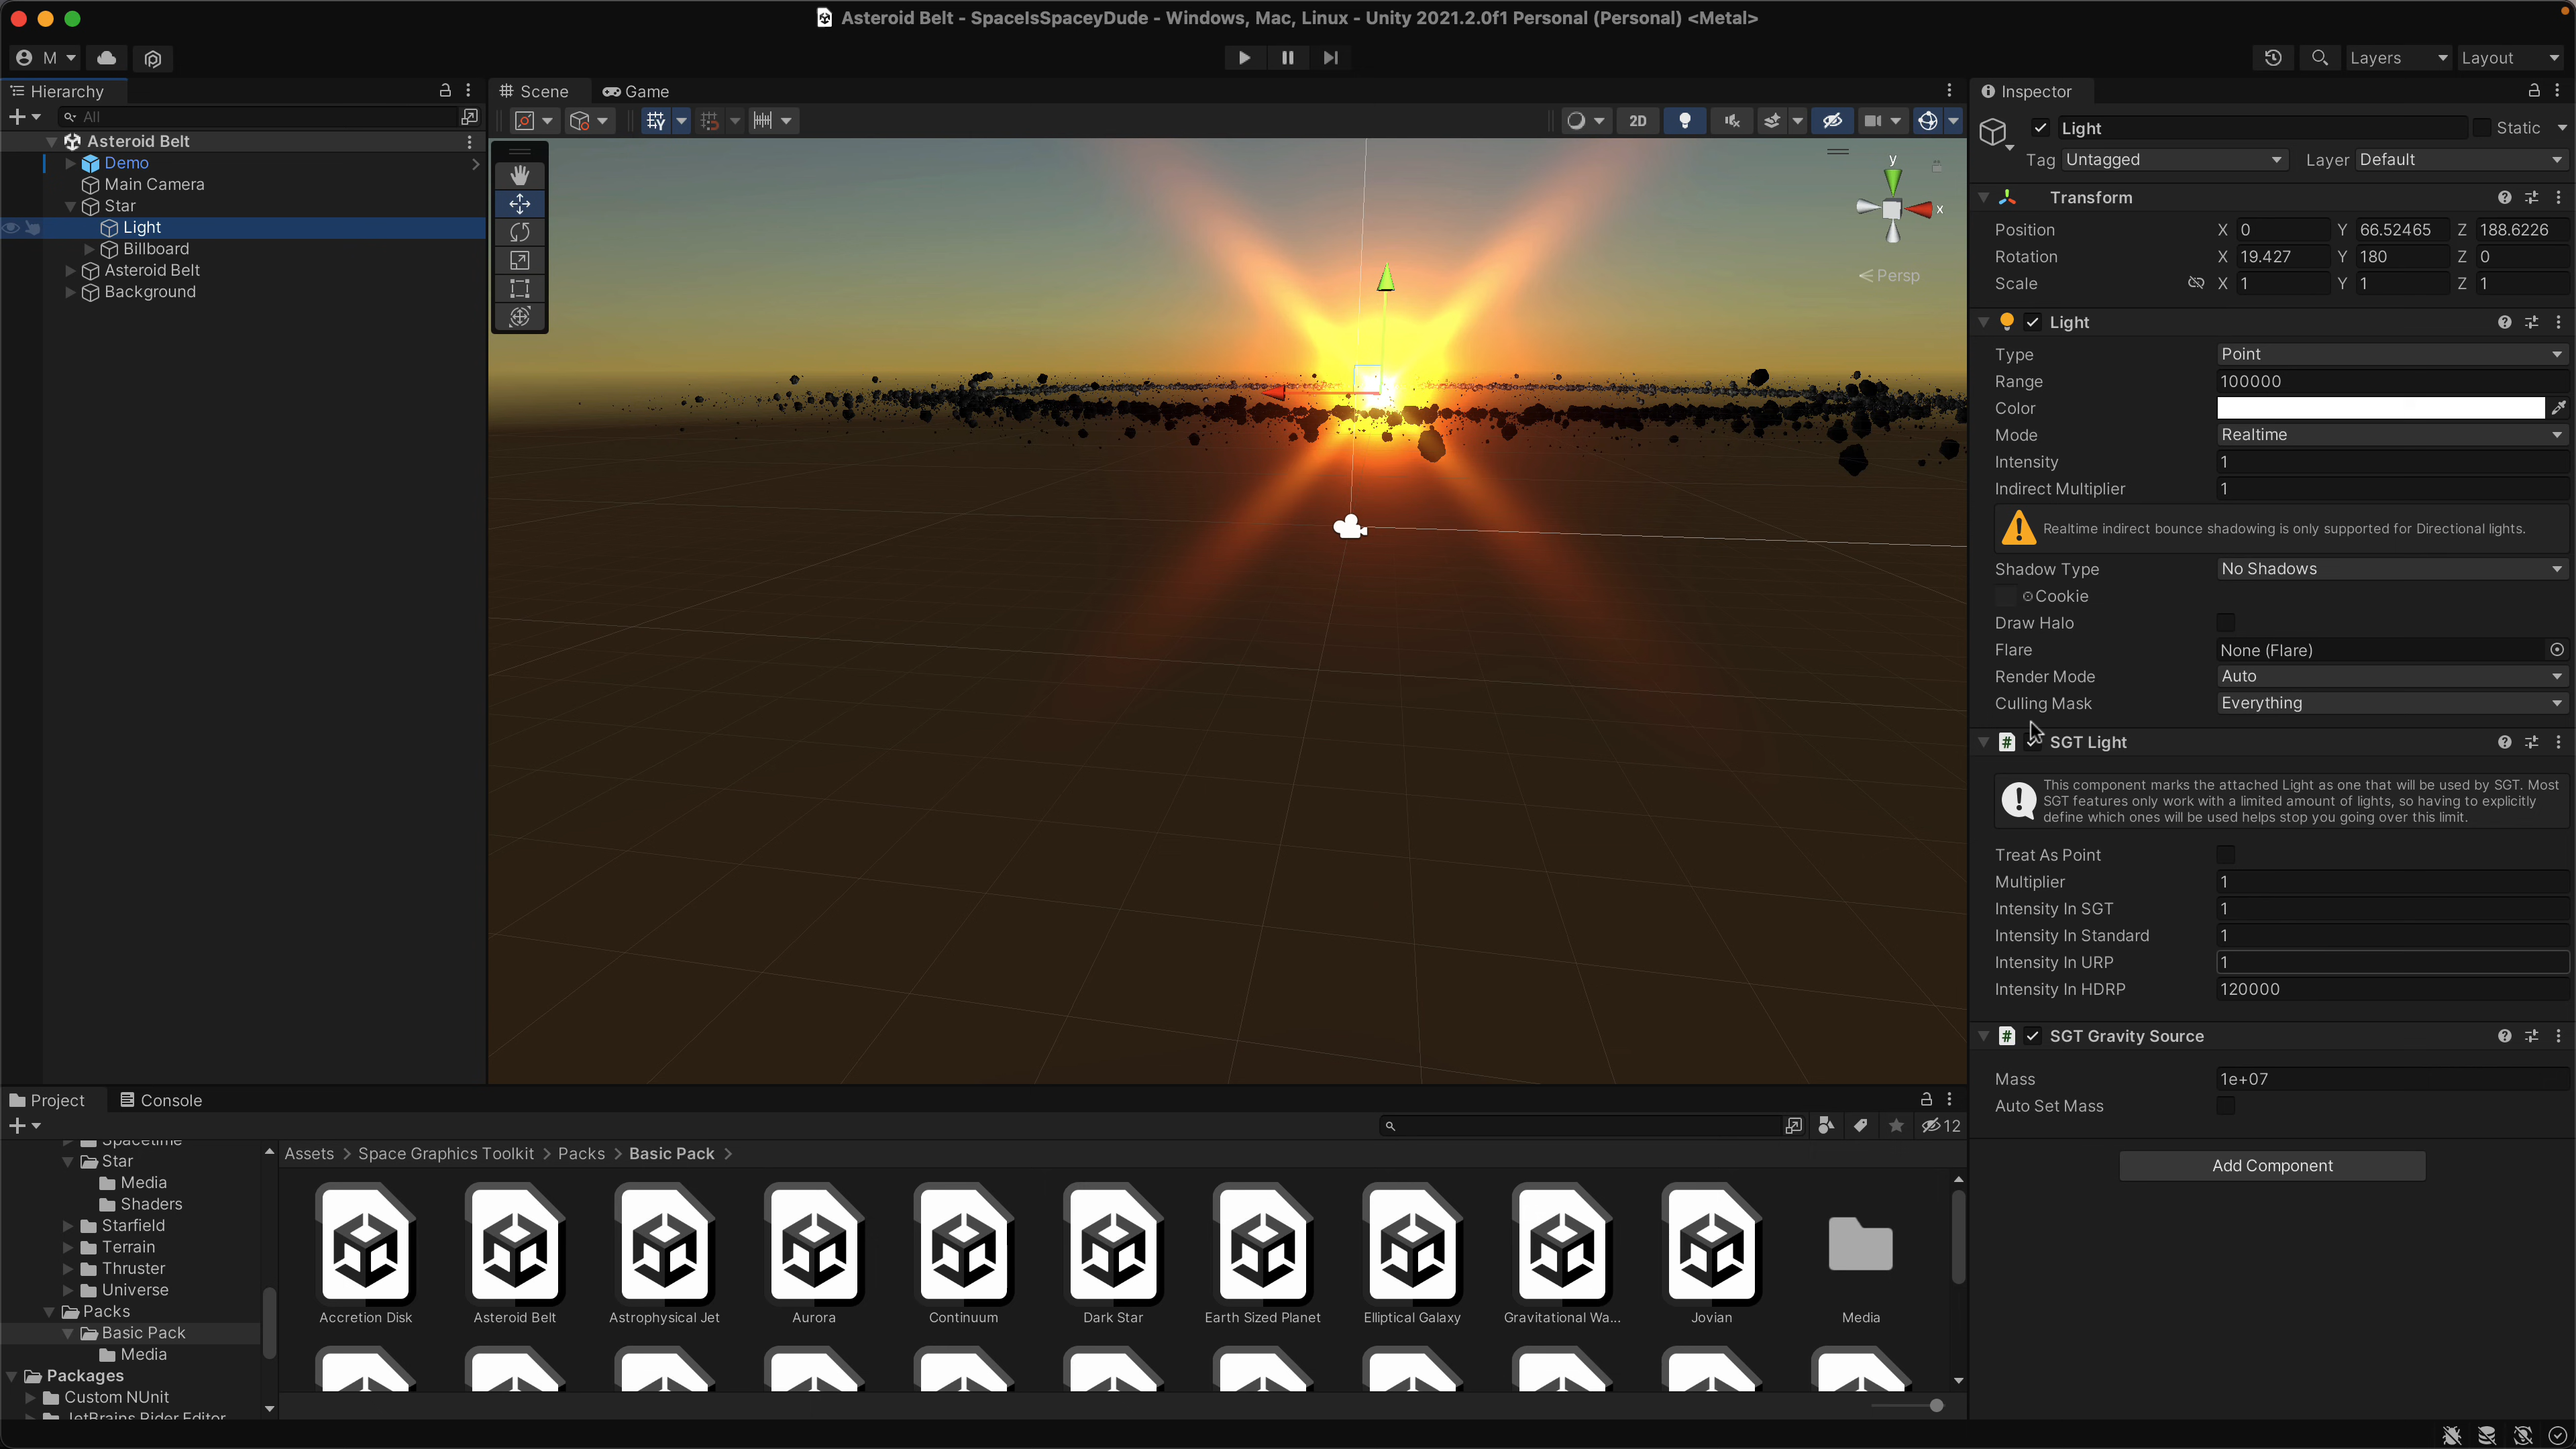 Asteroid Belt - SpaceIsSpaceyDude - Windows, Mac, Linux - Unity 2021.2.0f1 Personal (Personal) <Metal>
M
Layers
Layout
Hierarchy
All
Asteroid Belt
Demo
Main Camera
Star
Light
Billboard
Asteroid Belt
Background
Scene
Game
2D
y
x
Persp
Inspector
Light
Static
Tag Untagged
Layer Default
Transform
Position X 0 Y 66.52465 Z 188.6226
Rotation X 19.427 Y 180 Z 0
Scale X 1 Y 1 Z 1
Light
Type Point
Range 100000
Color
Mode Realtime
Intensity 1
Indirect Multiplier 1
Realtime indirect bounce shadowing is only supported for Directional lights.
Shadow Type No Shadows
Cookie
Draw Halo
Flare None (Flare)
Render Mode Auto
Culling Mask Everything
# SGT Light
This component marks the attached Light as one that will be used by SGT. Most
SGT features only work with a limited amount of lights, so having to explicitly
define which ones will be used helps stop you going over this limit.
Treat As Point
Multiplier 1
Intensity In SGT 1
Intensity In Standard 1
Intensity In URP 1
Intensity In HDRP 120000
# SGT Gravity Source
Mass 1e+07
Auto Set Mass
Add Component
Project
Console
12
Spacetime
Star
Media
Shaders
Starfield
Terrain
Thruster
Universe
Packs
Basic Pack
Media
Packages
Custom NUnit
JetBrains Rider Editor
Assets > Space Graphics Toolkit > Packs > Basic Pack >
Accretion Disk
Asteroid Belt
Astrophysical Jet
Aurora
Continuum
Dark Star
Earth Sized Planet
Elliptical Galaxy
Gravitational Wa...
Jovian
Media